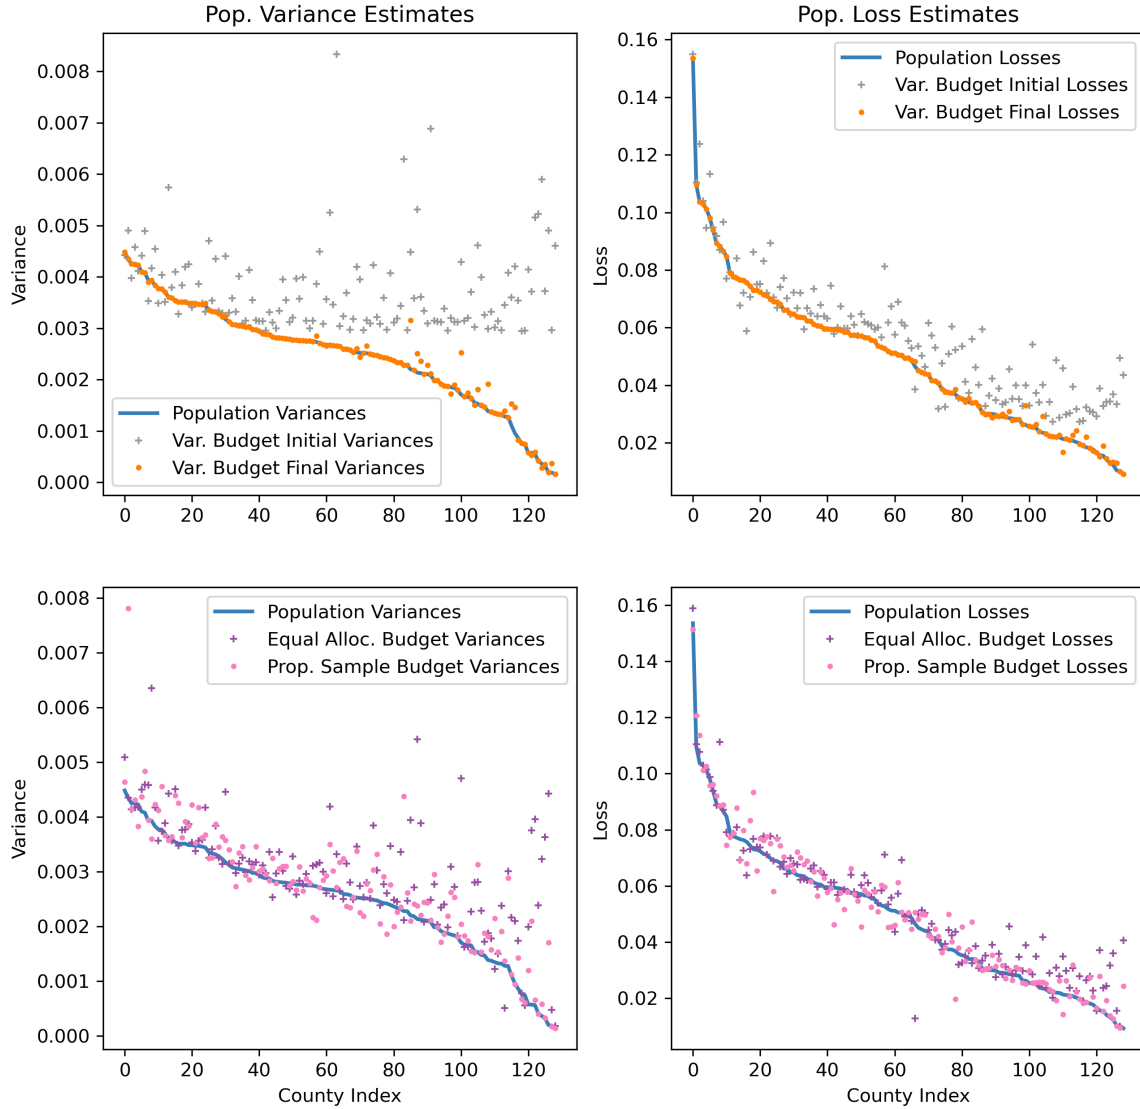 Pop. Variance Estimates
Variance
0.008
0.007
0.006
0.005
0.004
0.003
0.002
0.001
0.000
Population Variances
Var. Budget Initial Variances
Var. Budget Final Variances
0 20 40 60 80 100 120
Pop. Loss Estimates
Loss
0.16
0.14
0.12
0.10
0.08
0.06
0.04
0.02
Population Losses
Var. Budget Initial Losses
Var. Budget Final Losses
0 20 40 60 80 100 120
Variance
0.008
0.007
0.006
0.005
0.004
0.003
0.002
0.001
0.000
Population Variances
Equal Alloc. Budget Variances
Prop. Sample Budget Variances
0 20 40 60 80 100 120
County Index
Loss
0.16
0.14
0.12
0.10
0.08
0.06
0.04
0.02
Population Losses
Equal Alloc. Budget Losses
Prop. Sample Budget Losses
0 20 40 60 80 100 120
County Index